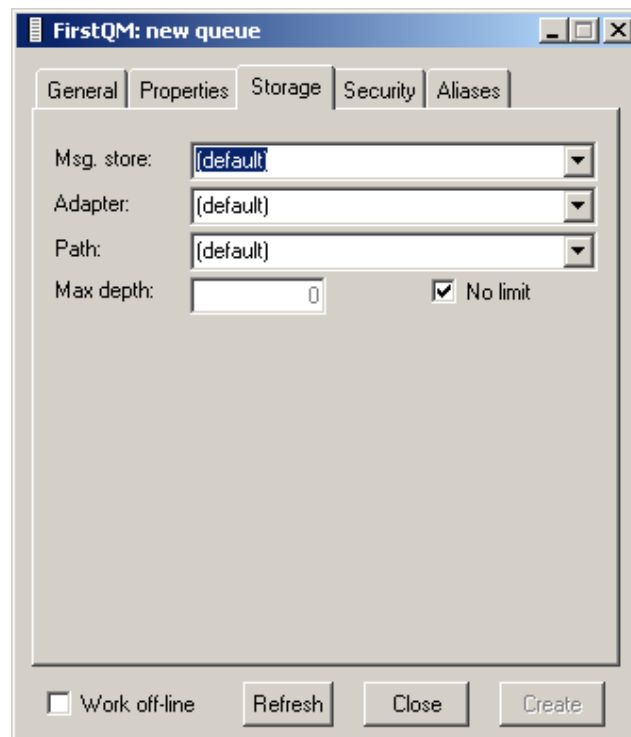 FirstQM: new queue
General Properties Storage Security Aliases
Msg. store: (default)
Adapter: (default)
Path: (default)
Max depth: 0 No limit
Work off-line Refresh Close Create